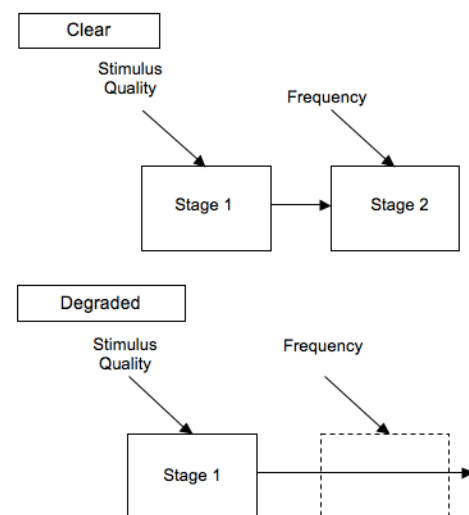 Clear
Stimulus
Quality
Frequency
Stage 1
Stage 2
Degraded
Stimulus
Quality
Frequency
Stage 1